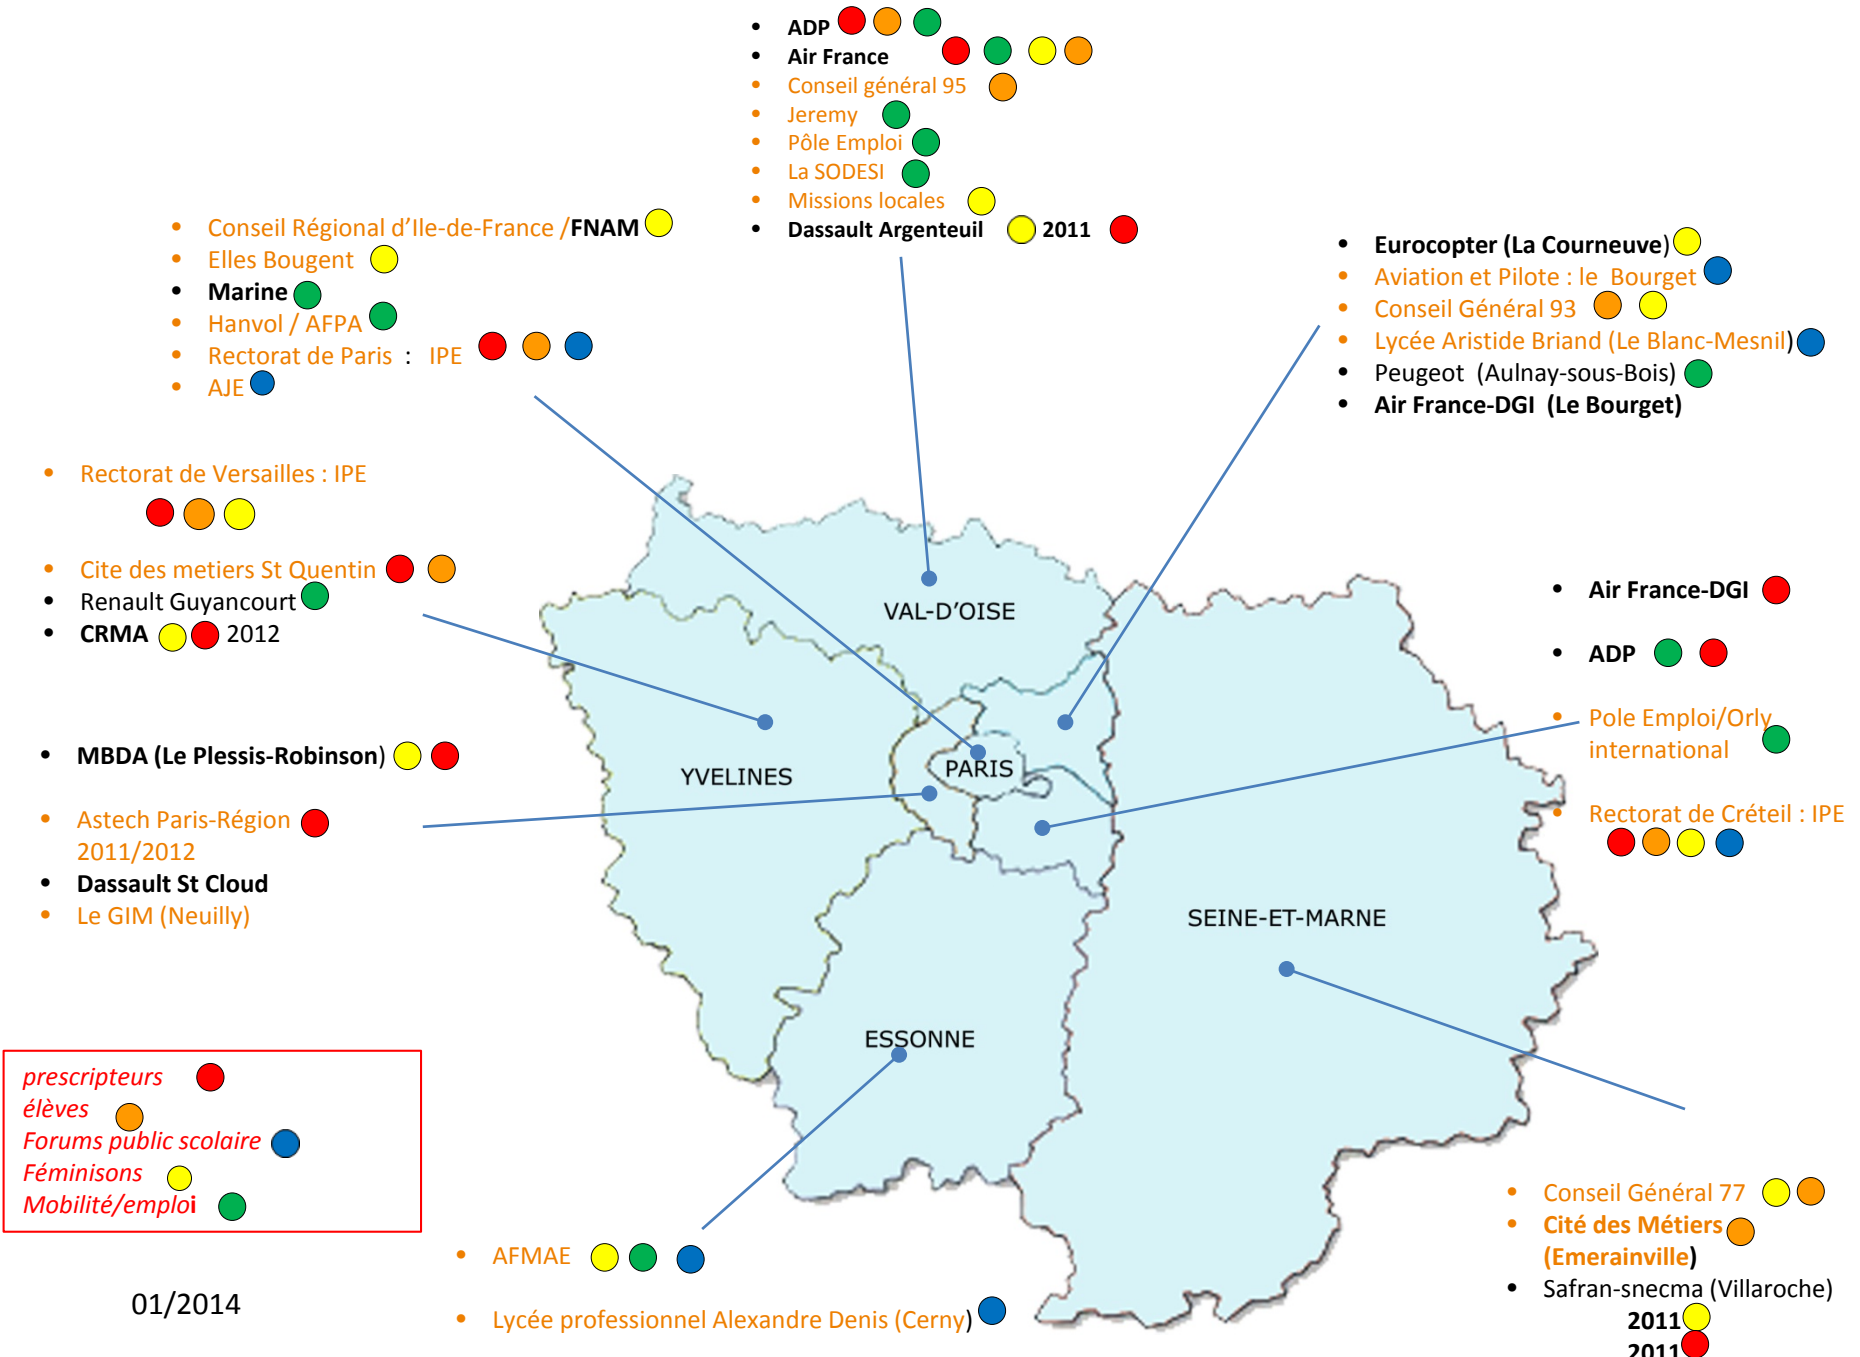 • ADP
• Air France
• Conseil général 95
• Jeremy
• Pôle Emploi
• La SODESI
• Missions locales
• Dassault Argenteuil 2011
• Conseil Régional d’Ile-de-France /FNAM
• Elles Bougent
• Marine
• Hanvol / AFPA
• Rectorat de Paris : IPE
• AJE
• Eurocopter (La Courneuve)
• Aviation et Pilote : le Bourget
• Conseil Général 93
• Lycée Aristide Briand (Le Blanc-Mesnil)
• Peugeot (Aulnay-sous-Bois)
• Air France-DGI (Le Bourget)
• Rectorat de Versailles : IPE
• Cite des metiers St Quentin
• Renault Guyancourt
• CRMA 2012
• MBDA (Le Plessis-Robinson)
• Astech Paris-Région
2011/2012
• Dassault St Cloud
• Le GIM (Neuilly)
VAL-D’OISE
YVELINES
PARIS
SEINE-ET-MARNE
ESSONNE
• Air France-DGI
• ADP
• Pole Emploi/Orly
international
• Rectorat de Créteil : IPE
prescripteurs
élèves
Forums public scolaire
Féminisons
Mobilité/emploi
01/2014
• AFMAE
• Lycée professionnel Alexandre Denis (Cerny)
• Conseil Général 77
• Cité des Métiers
(Emerainville)
• Safran-snecma (Villaroche)
2011
2011